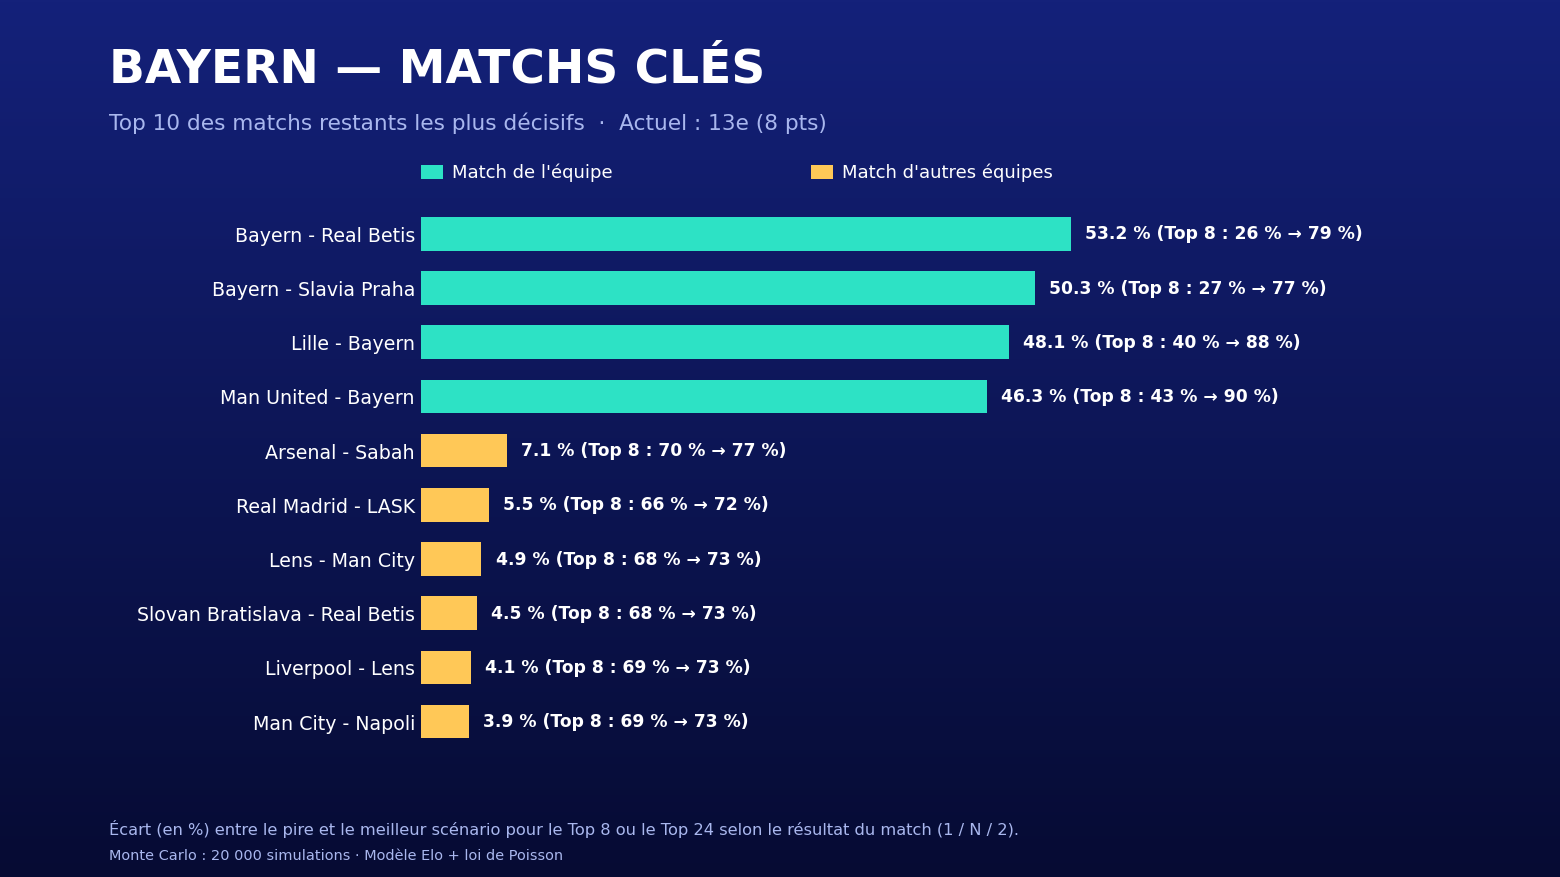 BAYERN — MATCHS CLÉS
Top 10 des matchs restants les plus décisifs · Actuel : 13e (8 pts)
Match de l'équipe
Match d'autres équipes
Bayern - Real Betis 53.2 % (Top 8 : 26 % → 79 %)
Bayern - Slavia Praha 50.3 % (Top 8 : 27 % → 77 %)
Lille - Bayern 48.1 % (Top 8 : 40 % → 88 %)
Man United - Bayern 46.3 % (Top 8 : 43 % → 90 %)
Arsenal - Sabah 7.1 % (Top 8 : 70 % → 77 %)
Real Madrid - LASK 5.5 % (Top 8 : 66 % → 72 %)
Lens - Man City 4.9 % (Top 8 : 68 % → 73 %)
Slovan Bratislava - Real Betis 4.5 % (Top 8 : 68 % → 73 %)
Liverpool - Lens 4.1 % (Top 8 : 69 % → 73 %)
Man City - Napoli 3.9 % (Top 8 : 69 % → 73 %)
Écart (en %) entre le pire et le meilleur scénario pour le Top 8 ou le Top 24 selon le résultat du match (1 / N / 2).
Monte Carlo : 20 000 simulations · Modèle Elo + loi de Poisson